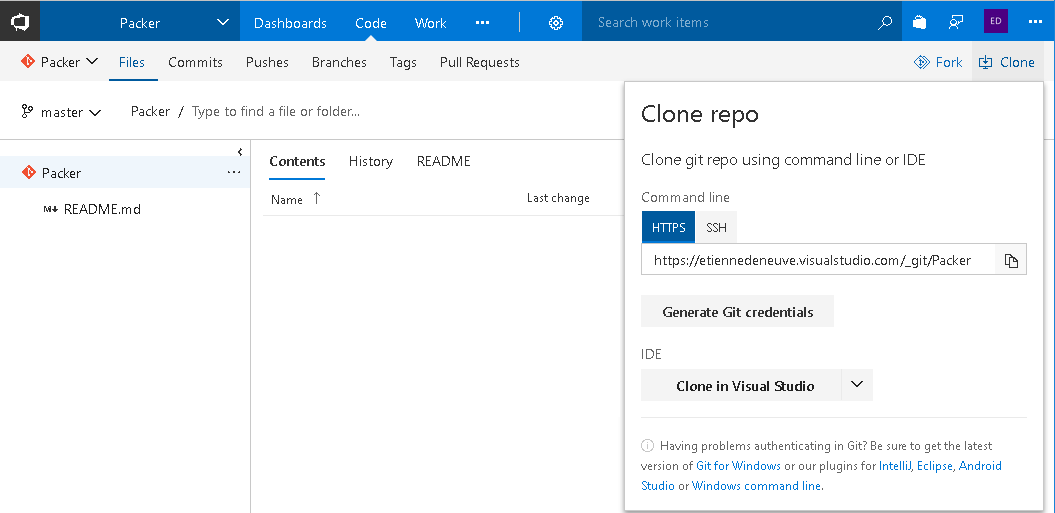 Packer Dashboards Code Work ... Search work items ED ...
Packer Files Commits Pushes Branches Tags Pull Requests Fork Clone
master Packer / Type to find a file or folder...
Clone repo
Packer ...
README.md
Contents History README
Name ↑ Last change
Clone git repo using command line or IDE
Command line
HTTPS SSH
https://etiennedeneuve.visualstudio.com/_git/Packer
Generate Git credentials
IDE
Clone in Visual Studio
Having problems authenticating in Git? Be sure to get the latest
version of Git for Windows or our plugins for IntelliJ, Eclipse, Android
Studio or Windows command line.